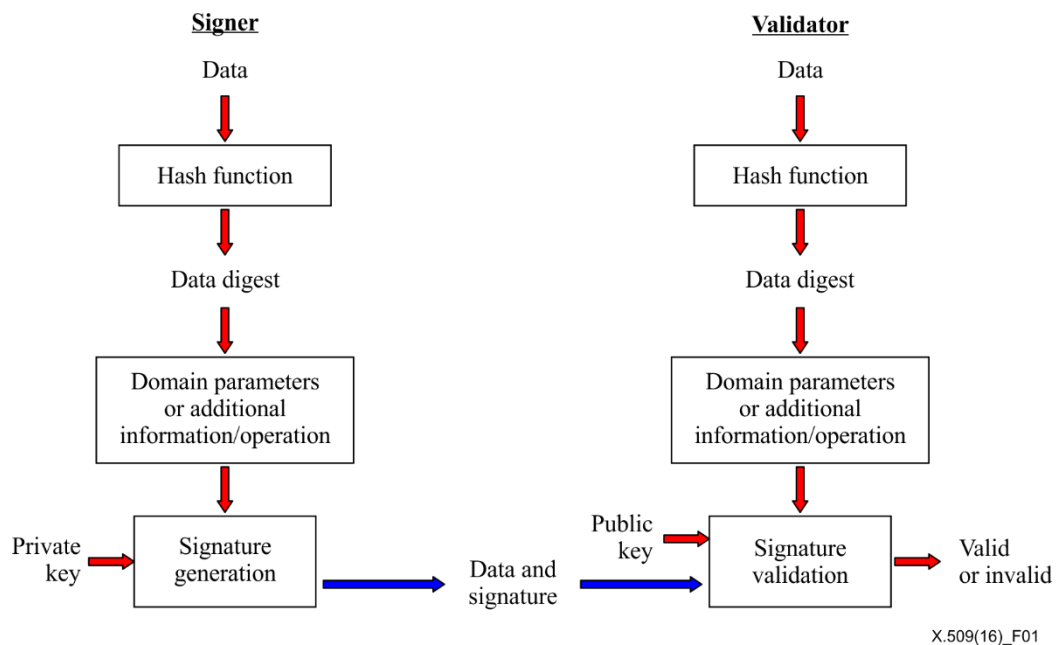 Signer
Data
Hash function
Data digest
Domain parameters
or additional
information/operation
Private
key
Signature
generation
Data and
signature
Validator
Data
Hash function
Data digest
Domain parameters
or additional
information/operation
Public
key
Signature
validation
Valid
or invalid
X.509(16)_F01